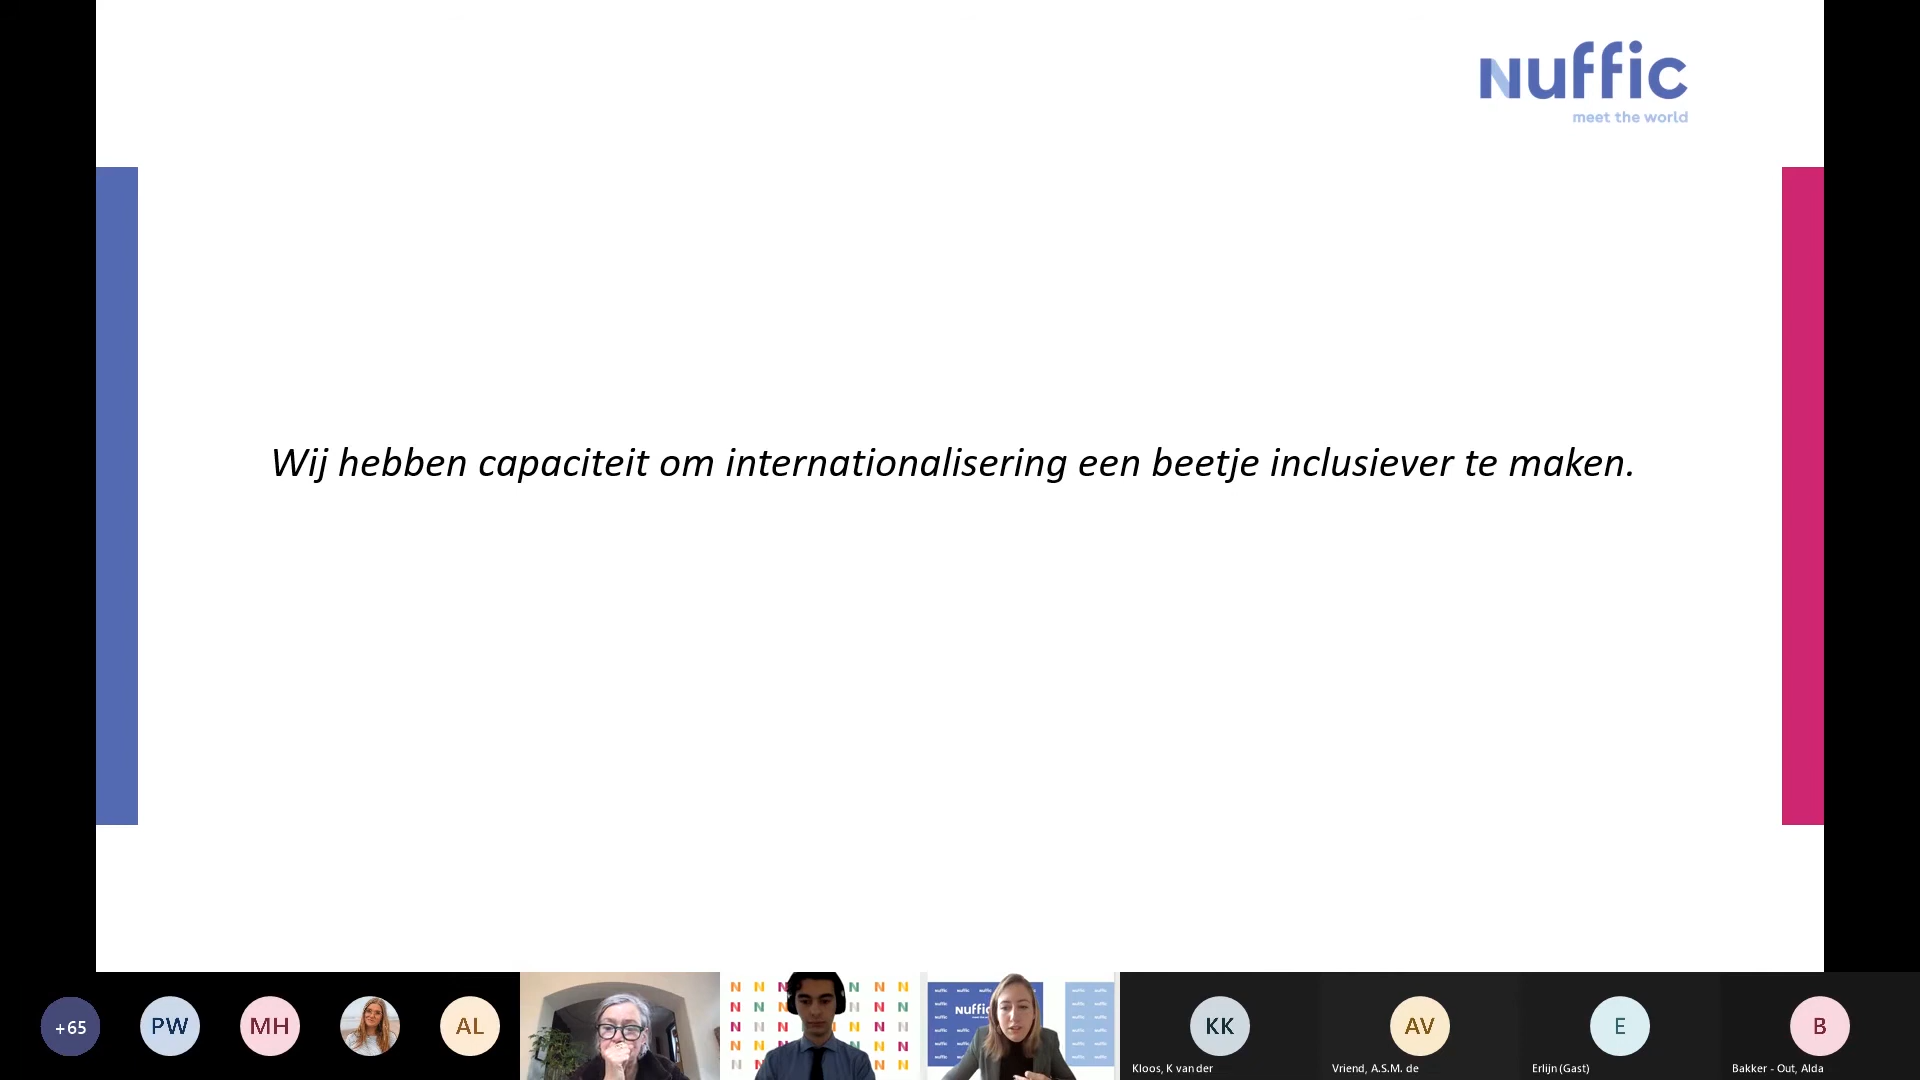 Nuffic
meet the world
Wij hebben capaciteit om internationalisering een beetje inclusiever te maken.
+65
PW
MH
AL
Nuffic
KK
AV
E
B
Kloos, K van der
Vriend, A.S.M. de
Erlijn (Gast)
Bakker - Out, Alda